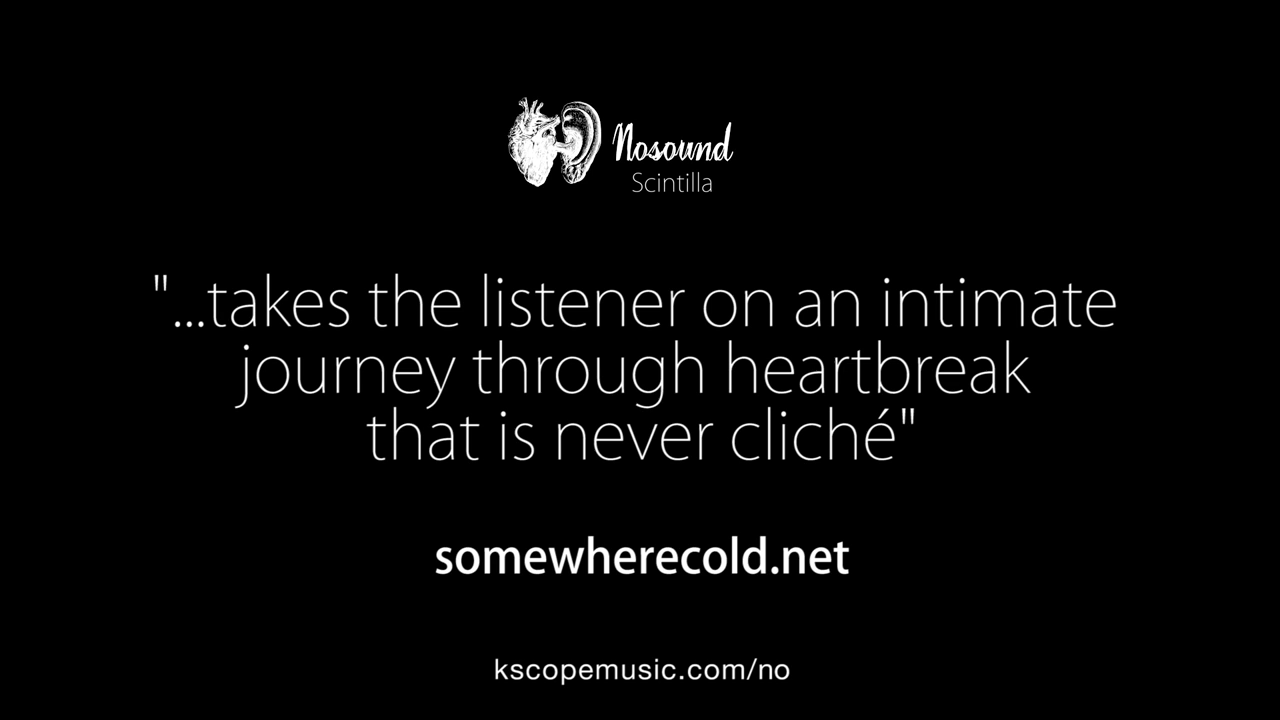 Nosound
Scintilla
"...takes the listener on an intimate
journey through heartbreak
that is never cliché"
somewherecold.net
kscopemusic.com/no